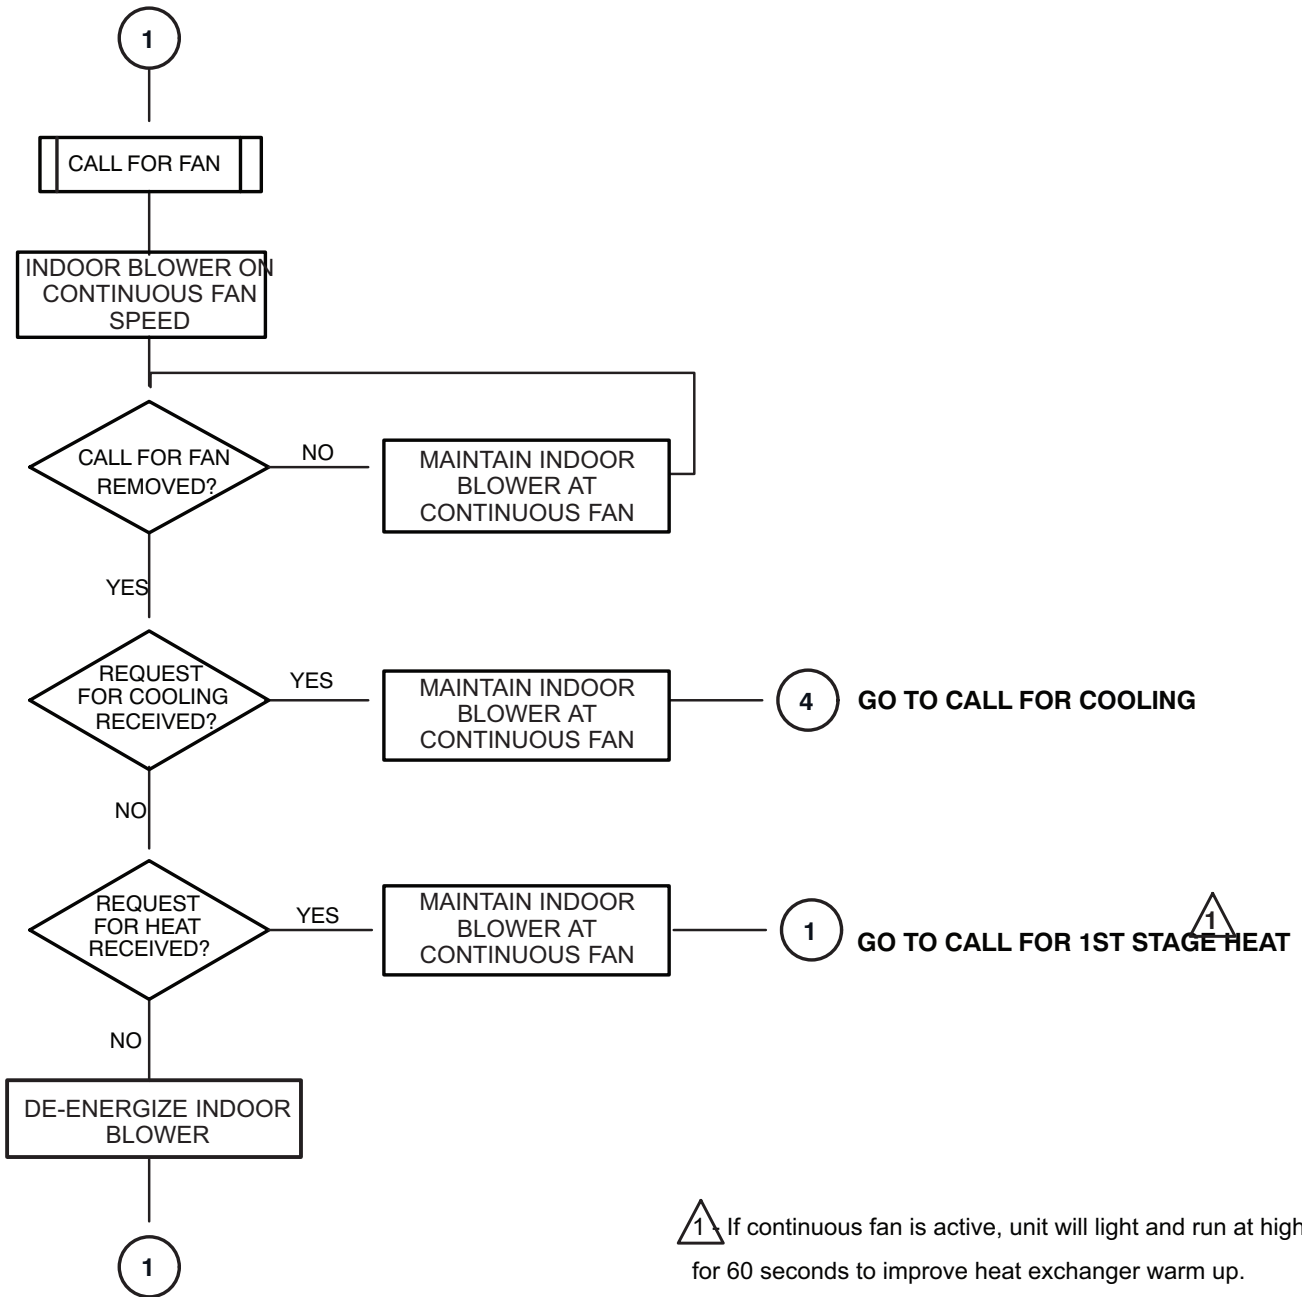 1
CALL FOR FAN
INDOOR BLOWER ON
CONTINUOUS FAN
SPEED
CALL FOR FAN
REMOVED?
NO
MAINTAIN INDOOR
BLOWER AT
CONTINUOUS FAN
YES
REQUEST
FOR COOLING
RECEIVED?
YES
MAINTAIN INDOOR
BLOWER AT
CONTINUOUS FAN
4
GO TO CALL FOR COOLING
NO
REQUEST
FOR HEAT
RECEIVED?
YES
MAINTAIN INDOOR
BLOWER AT
CONTINUOUS FAN
1
GO TO CALL FOR 1ST STAGE HEAT
1
NO
DE-ENERGIZE INDOOR
BLOWER
1
1 - If continuous fan is active, unit will light and run at high
for 60 seconds to improve heat exchanger warm up.